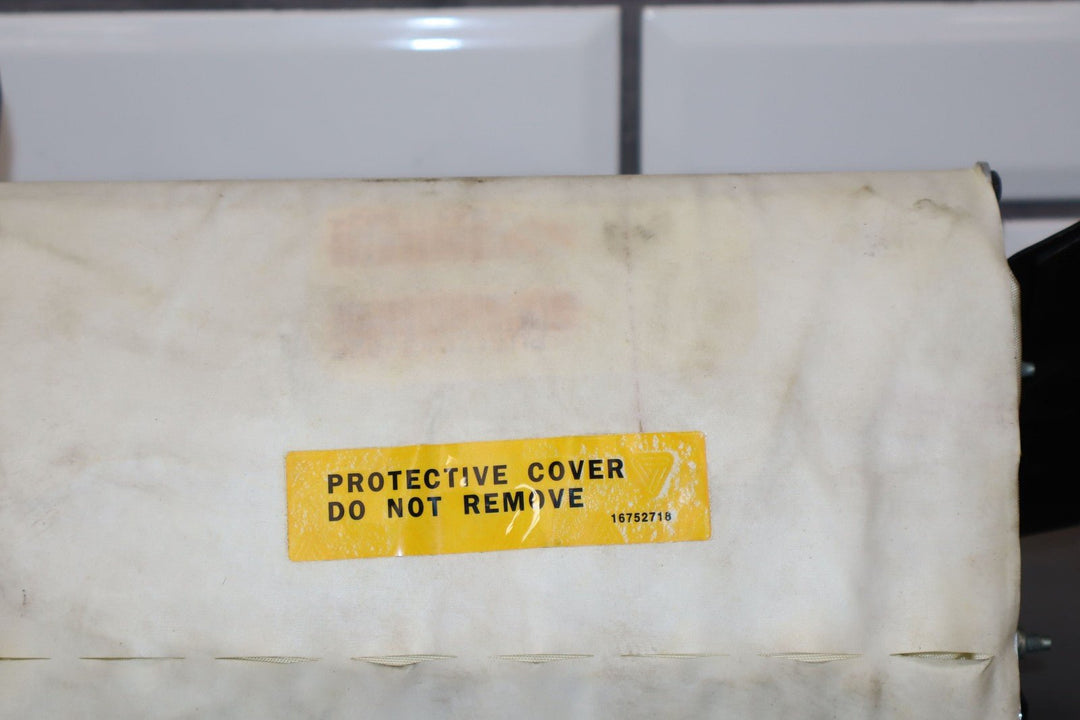 PROTECTIVE COVER
DO NOT REMOVE
16752718